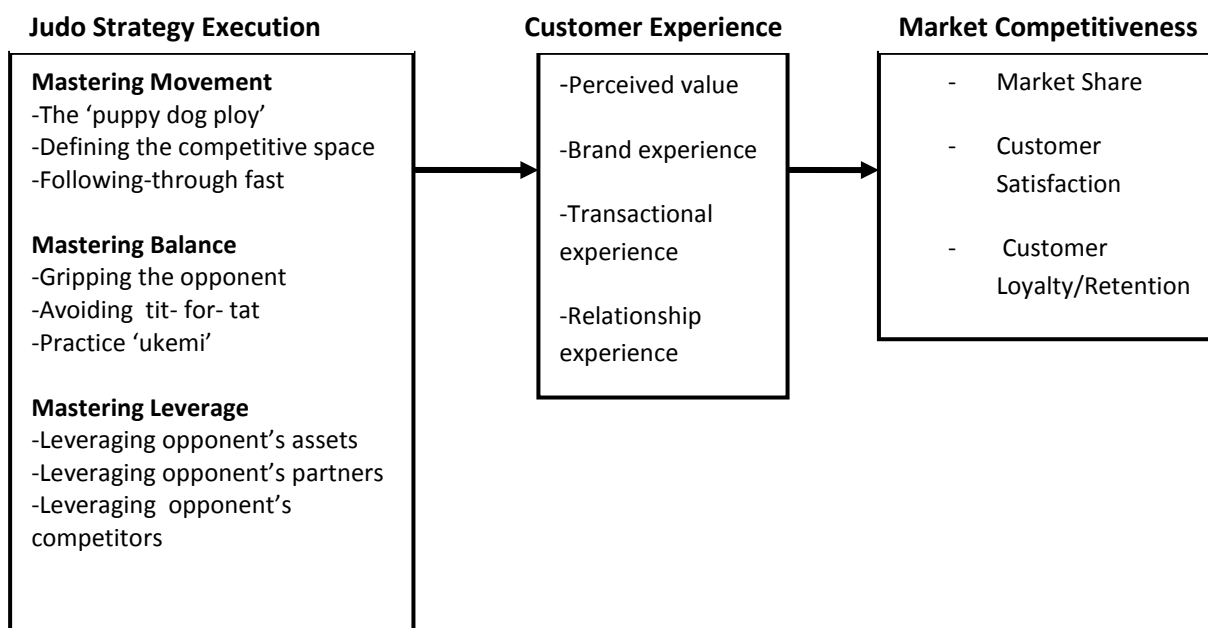 Judo Strategy Execution
Mastering Movement
-The ‘puppy dog ploy’
-Defining the competitive space
-Following-through fast
Mastering Balance
-Gripping the opponent
-Avoiding tit- for- tat
-Practice ‘ukemi’
Mastering Leverage
-Leveraging opponent’s assets
-Leveraging opponent’s partners
-Leveraging opponent’s
competitors
Customer Experience
-Perceived value
-Brand experience
-Transactional
experience
-Relationship
experience
Market Competitiveness
- Market Share
- Customer
Satisfaction
- Customer
Loyalty/Retention